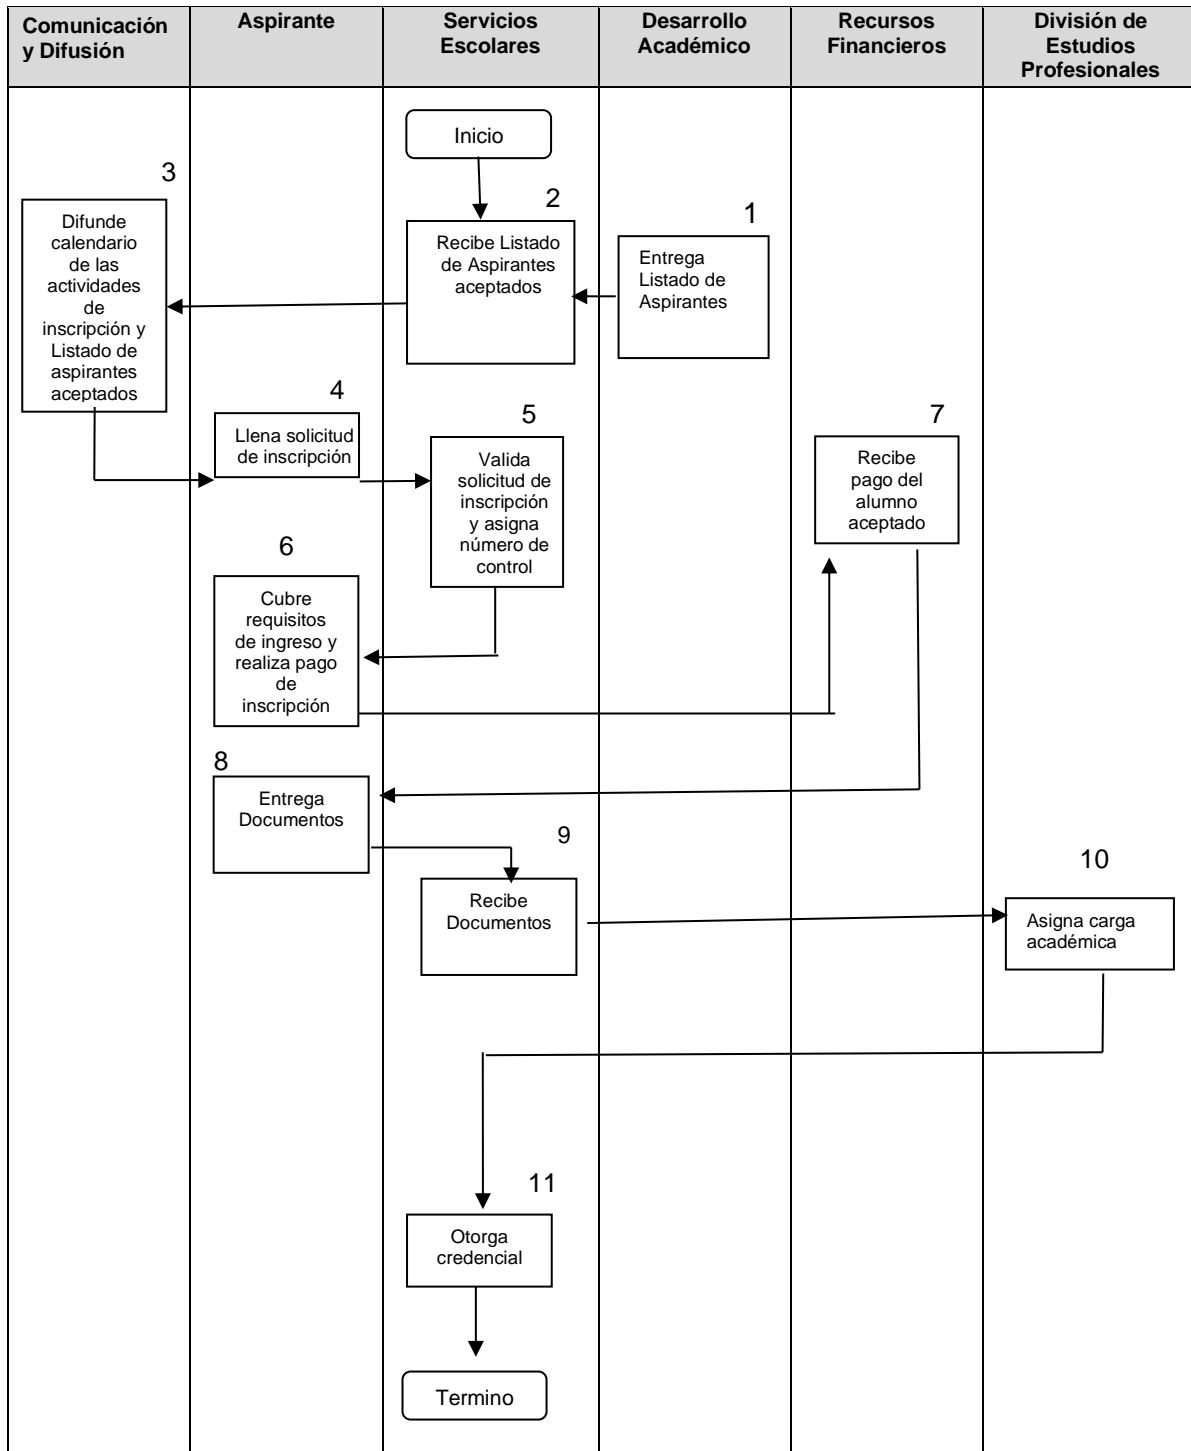 Comunicación
y Difusión
Aspirante
Servicios
Escolares
Desarrollo
Académico
Recursos
Financieros
División de
Estudios
Profesionales
Inicio
3
Difunde
calendario
de las
actividades
de
inscripción y
Listado de
aspirantes
aceptados
2
Recibe Listado
de Aspirantes
aceptados
1
Entrega
Listado de
Aspirantes
4
Llena solicitud
de inscripción
5
Valida
solicitud de
inscripción
y asigna
número de
control
7
Recibe
pago del
alumno
aceptado
6
Cubre
requisitos
de ingreso y
realiza pago
de
inscripción
8
Entrega
Documentos
9
Recibe
Documentos
10
Asigna carga
académica
11
Otorga
credencial
Termino